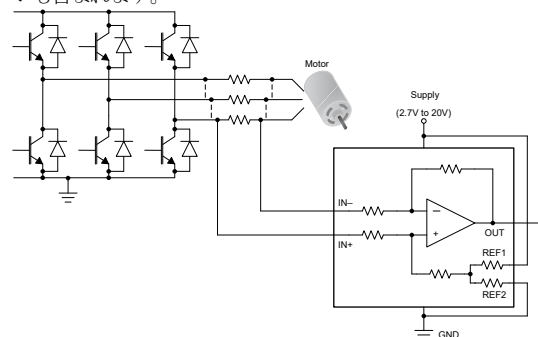 Motor
Supply
(2.7V to 20V)
IN–
IN+
–
+
OUT
REF1
REF2
GND